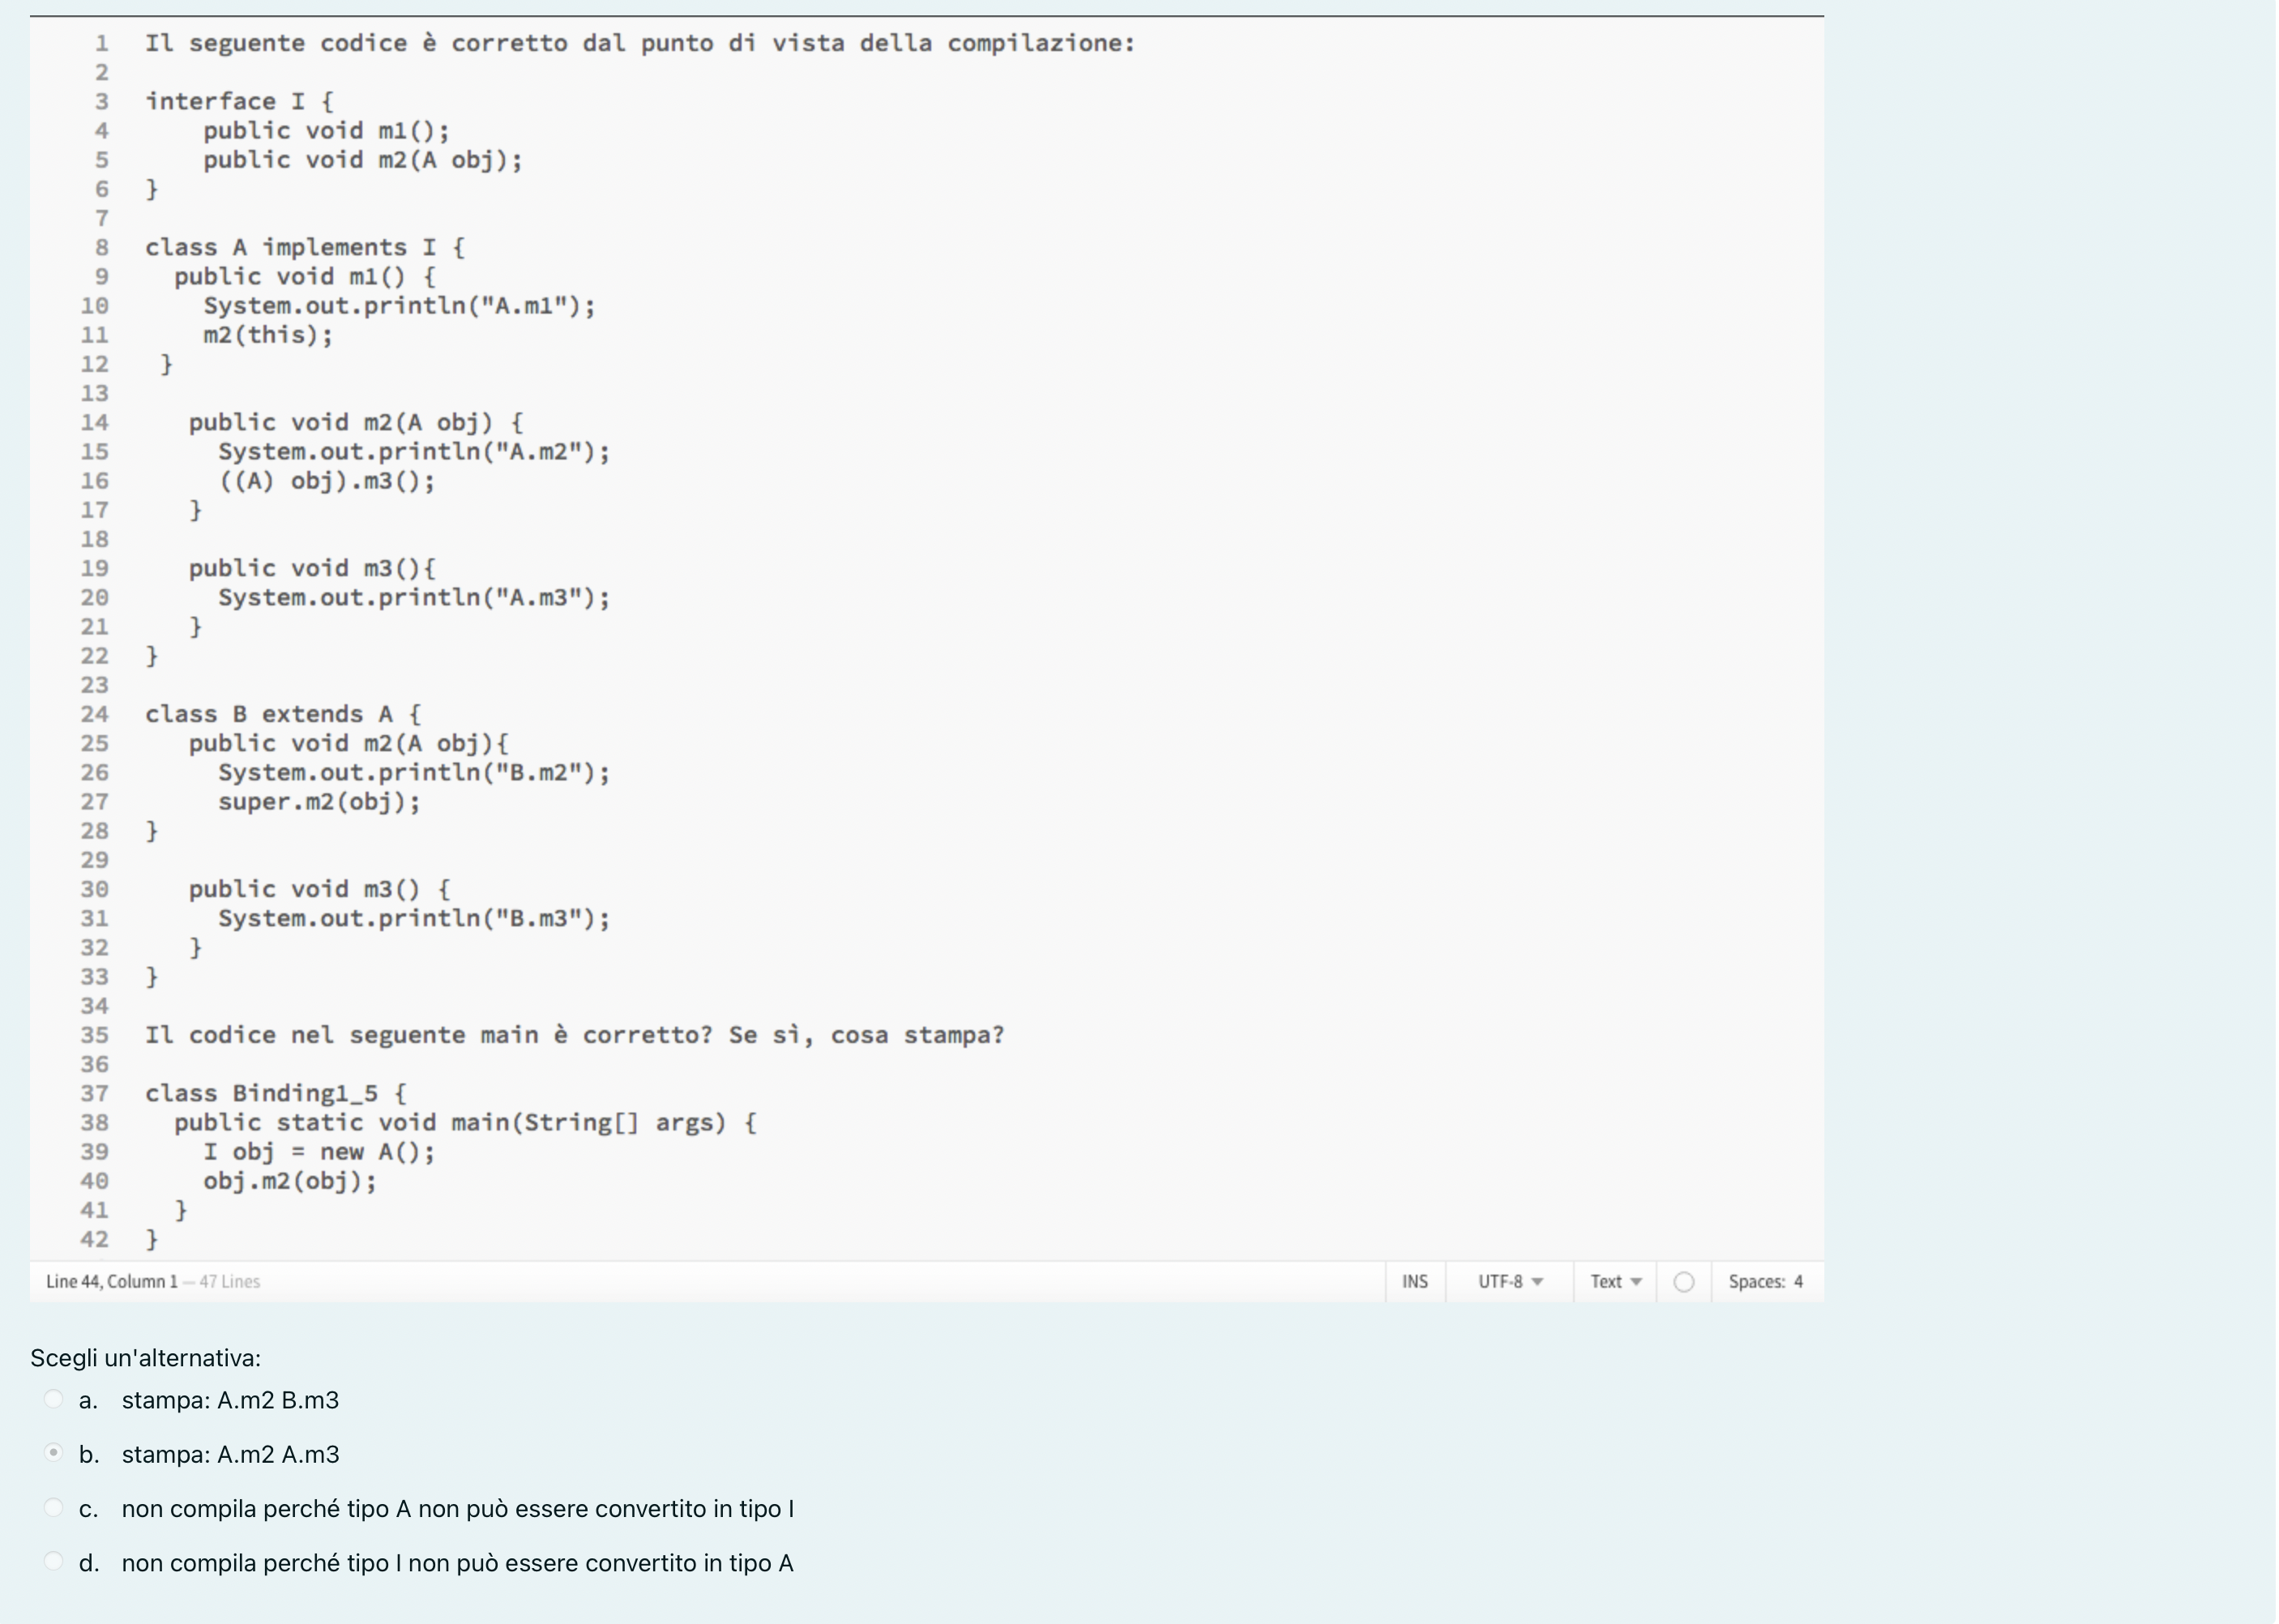 1 Il seguente codice è corretto dal punto di vista della compilazione:
2
3 interface I {
4     public void m1();
5     public void m2(A obj);
6 }
7
8 class A implements I {
9   public void m1() {
10     System.out.println("A.m1");
11     m2(this);
12  }
13
14    public void m2(A obj) {
15      System.out.println("A.m2");
16      ((A) obj).m3();
17    }
18
19    public void m3(){
20      System.out.println("A.m3");
21    }
22 }
23
24 class B extends A {
25    public void m2(A obj){
26      System.out.println("B.m2");
27      super.m2(obj);
28 }
29
30    public void m3() {
31      System.out.println("B.m3");
32    }
33 }
34
35 Il codice nel seguente main è corretto? Se sì, cosa stampa?
36
37 class Binding1_5 {
38   public static void main(String[] args) {
39     I obj = new A();
40     obj.m2(obj);
41   }
42 }
Line 44, Column 1 — 47 Lines INS UTF-8 Text Spaces: 4
Scegli un'alternativa:
a. stampa: A.m2 B.m3
b. stampa: A.m2 A.m3
c. non compila perché tipo A non può essere convertito in tipo I
d. non compila perché tipo I non può essere convertito in tipo A